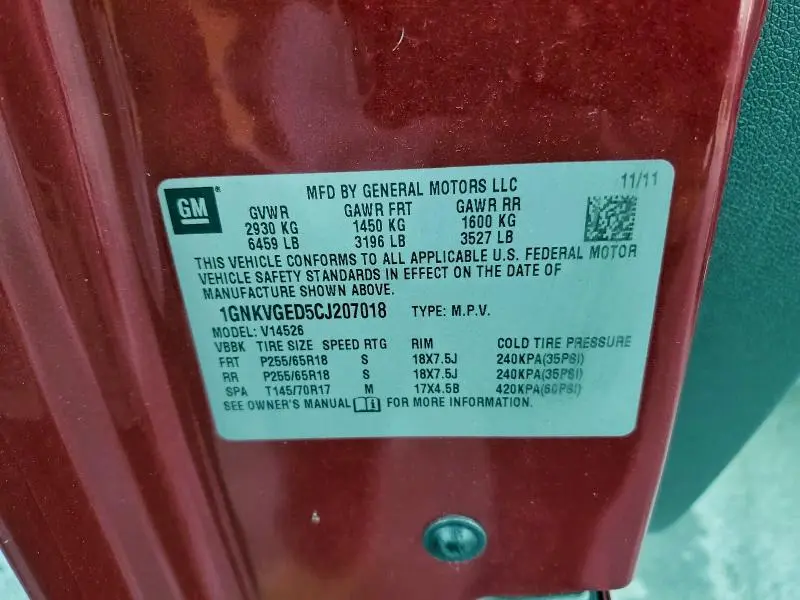 GM®
MFD BY GENERAL MOTORS LLC 11/11
GVWR GAWR FRT GAWR RR
2930 KG 1450 KG 1600 KG
6459 LB 3196 LB 3527 LB
THIS VEHICLE CONFORMS TO ALL APPLICABLE U.S. FEDERAL MOTOR
VEHICLE SAFETY STANDARDS IN EFFECT ON THE DATE OF
MANUFACTURE SHOWN ABOVE.
1GNKVGED5CJ207018 TYPE: M.P.V.
MODEL: V14526
VBBK TIRE SIZE SPEED RTG RIM COLD TIRE PRESSURE
FRT P255/65R18 S 18X7.5J 240KPA(35PSI)
RR P255/65R18 S 18X7.5J 240KPA(35PSI)
SPA T145/70R17 M 17X4.5B 420KPA(60PSI)
SEE OWNER'S MANUAL FOR MORE INFORMATION.